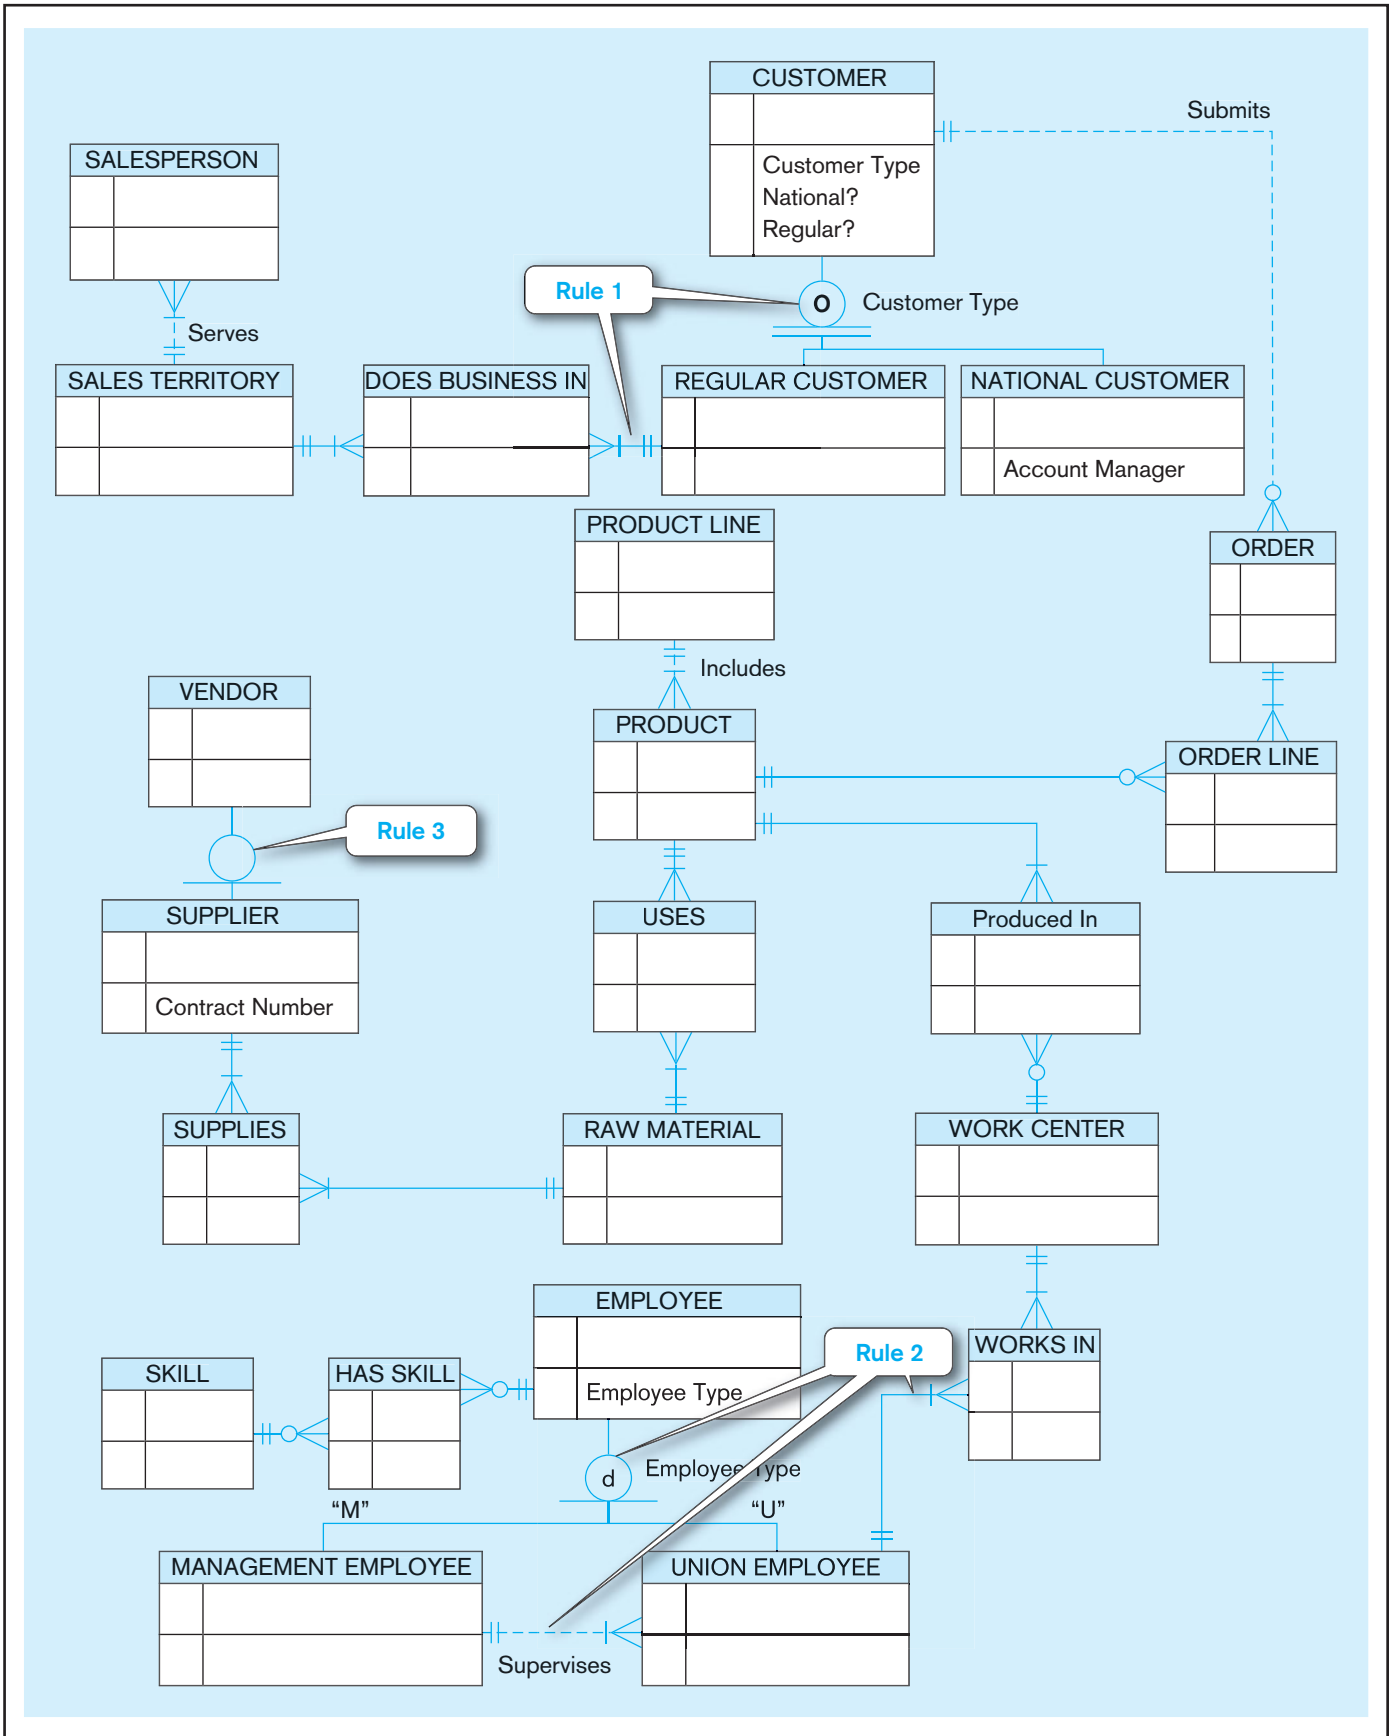 CUSTOMER
Submits
Customer Type
National?
Regular?
SALESPERSON
Rule 1
O
Customer Type
Serves
SALES TERRITORY
DOES BUSINESS IN
REGULAR CUSTOMER
NATIONAL CUSTOMER
Account Manager
PRODUCT LINE
ORDER
Includes
VENDOR
PRODUCT
ORDER LINE
Rule 3
SUPPLIER
USES
Produced In
Contract Number
SUPPLIES
RAW MATERIAL
WORK CENTER
EMPLOYEE
Rule 2
WORKS IN
SKILL
HAS SKILL
Employee Type
d
Employee Type
“M”
“U”
MANAGEMENT EMPLOYEE
UNION EMPLOYEE
Supervises